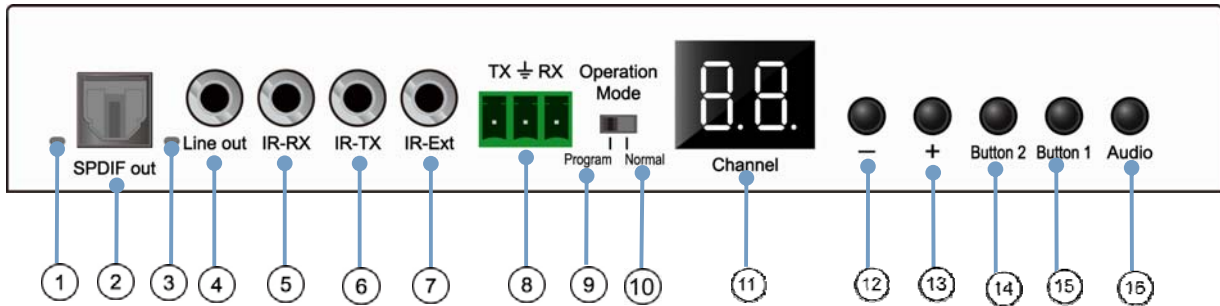 TX ⏚ RX
Operation
Mode
8.8.
SPDIF out
Line out
IR-RX
IR-TX
IR-Ext
Program
Normal
Channel
−
+
Button 2
Button 1
Audio
1
2
3
4
5
6
7
8
9
10
11
12
13
14
15
16